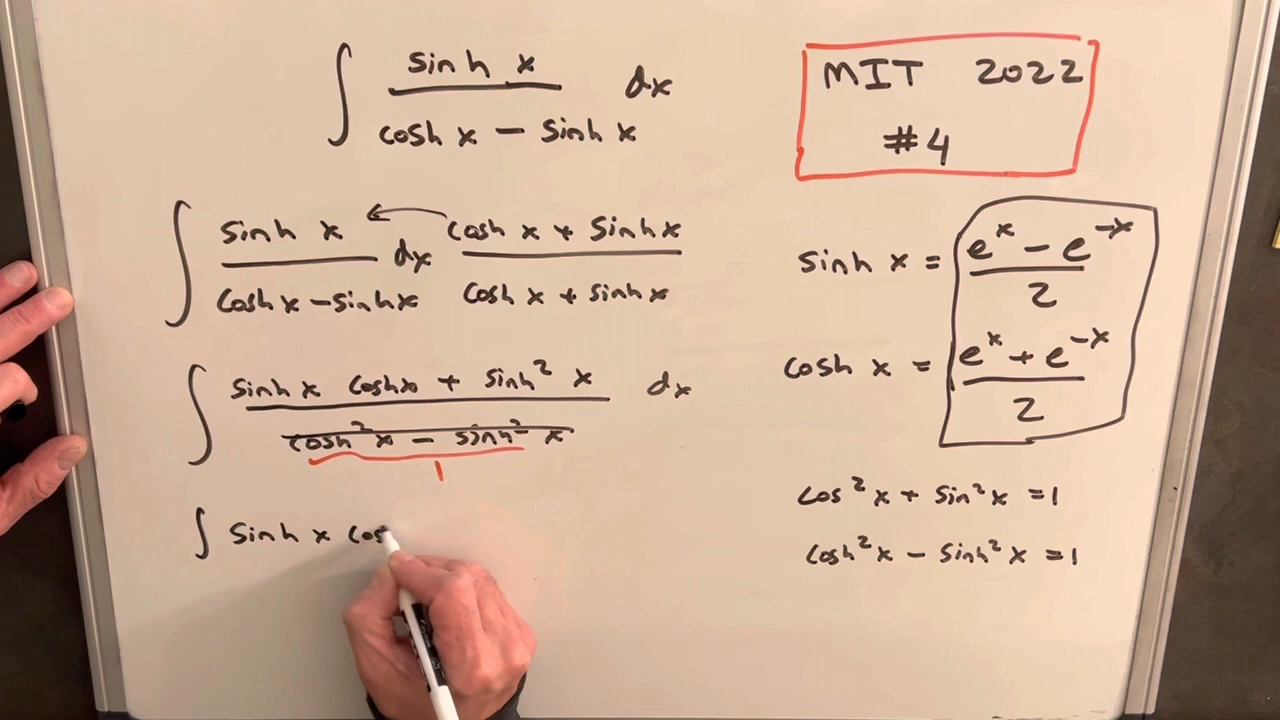 ∫ sinh x / (cosh x − sinh x) dx
MIT 2022
#4
∫ sinh x / (cosh x − sinh x) dx (cosh x + sinh x) / (cosh x + sinh x)
sinh x = (e^x − e^−x) / 2
cosh x = (e^x + e^−x) / 2
∫ (sinh x cosh x + sinh² x) / (cosh² x − sinh² x) dx
1
cos² x + sin² x = 1
∫ sinh x cos
cosh² x − sinh² x = 1